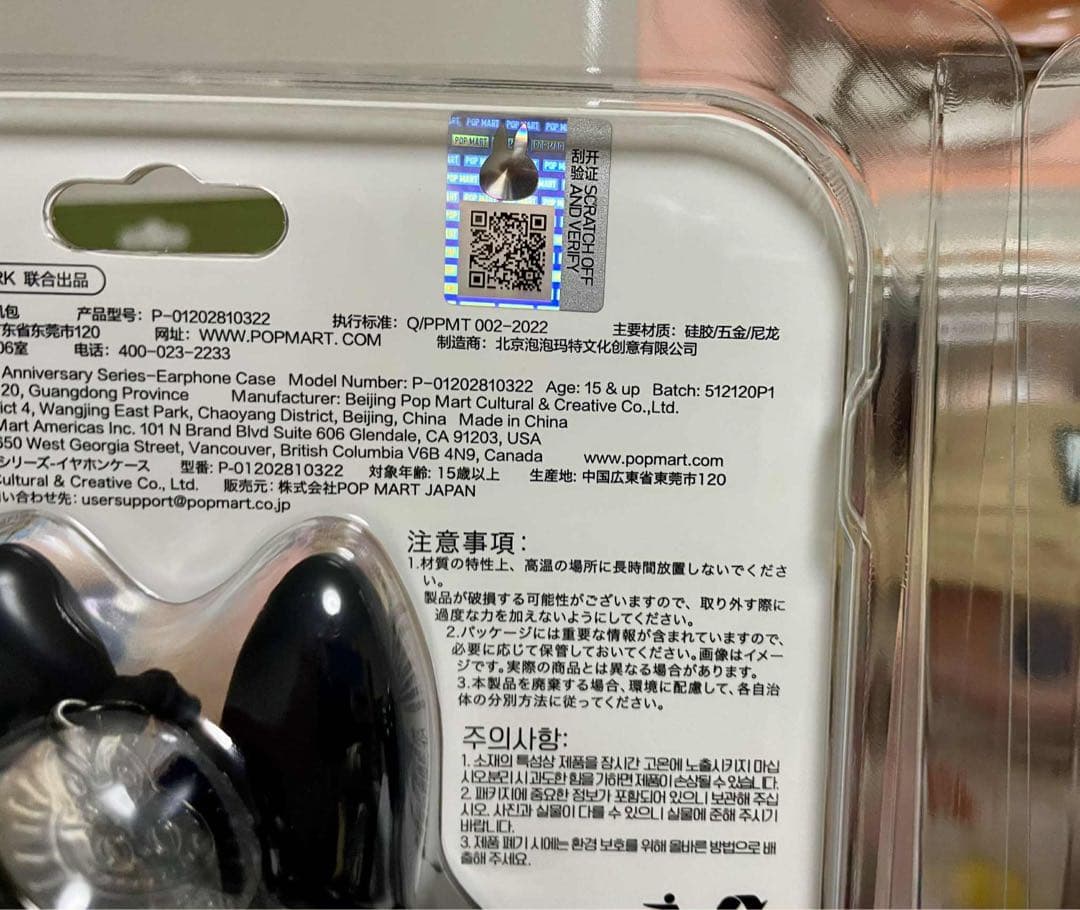 POP MART POP MART POP M
POP MART
开证 SCRATCH OFF
刮验 AND VERIFY
RK 联合出品
机包 产品型号：P-01202810322 执行标准：Q/PPMT 002-2022 主要材质：硅胶/五金/尼龙
东省东莞市120 网址：WWW.POPMART.COM 制造商：北京泡泡玛特文化创意有限公司
06室 电话：400-023-2233
Anniversary Series-Earphone Case Model Number: P-01202810322 Age: 15 & up Batch: 512120P1
20, Guangdong Province Manufacturer: Beijing Pop Mart Cultural & Creative Co.,Ltd.
ict 4, Wangjing East Park, Chaoyang District, Beijing, China Made in China
Mart Americas Inc. 101 N Brand Blvd Suite 606 Glendale, CA 91203, USA
650 West Georgia Street, Vancouver, British Columbia V6B 4N9, Canada www.popmart.com
シリーズ-イヤホンケース 型番: P-01202810322 対象年齢: 15歳以上 生産地: 中国広東省東莞市120
ultural & Creative Co., Ltd. 販売元: 株式会社POP MART JAPAN
い合わせ先: usersupport@popmart.co.jp
注意事項:
1.材質の特性上、高温の場所に長時間放置しないでくださ
い。
製品が破損する可能性がございますので、取り外す際に
過度な力を加えないようにしてください。
2.パッケージには重要な情報が含まれていますので、
必要に応じて保管しておいてください。画像はイメー
ジです。実際の商品とは異なる場合があります。
3.本製品を廃棄する場合、環境に配慮して、各自治
体の分別方法に従ってください。
주의사항:
1. 소재의 특성상 제품을 장시간 고온에 노출시키지 마십
시오분리 시 과도한 힘을 가하면 제품이 손상될 수 있습니다.
2. 패키지에 중요한 정보가 포함되어 있으니 보관해 주십
시오. 사진과 실물이 다를 수 있으니 실물에 준해 주시기
바랍니다.
3. 제품 폐기 시에는 환경 보호를 위해 올바른 방법으로 배
출해 주세요.